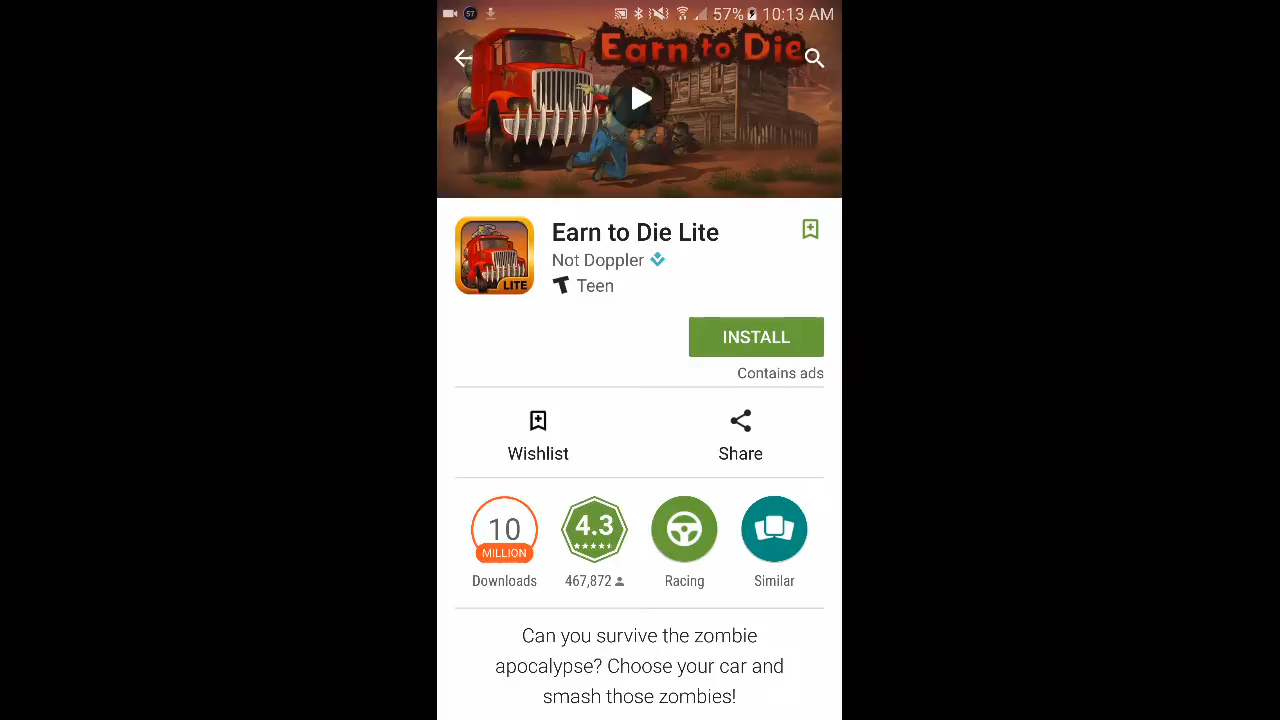 57 57% 10:13 AM
Earn to Die
LITE
Earn to Die Lite
Not Doppler
T Teen
INSTALL
Contains ads
Wishlist
Share
10
MILLION
4.3
Downloads
467,872
Racing
Similar
Can you survive the zombie
apocalypse? Choose your car and
smash those zombies!